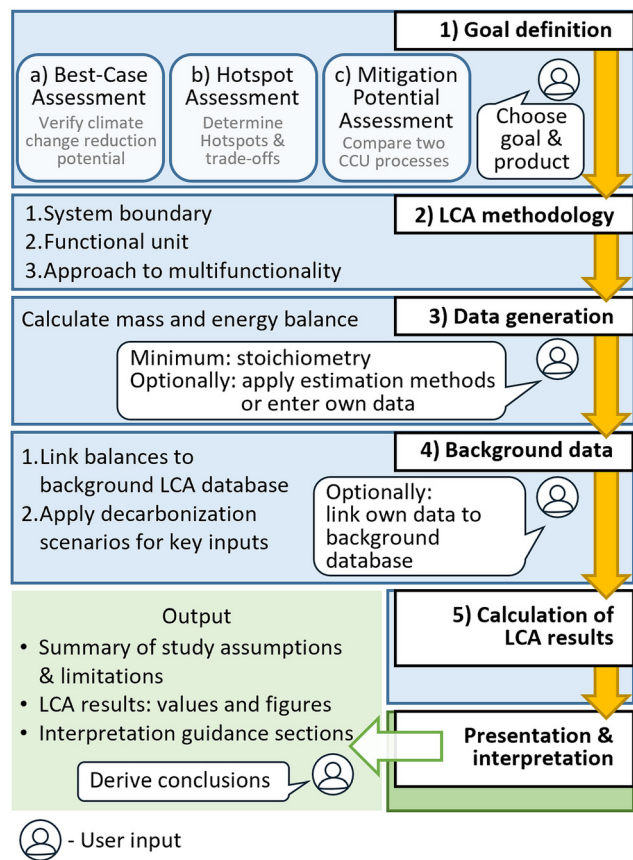 1) Goal definition
a) Best-Case
Assessment
Verify climate
change reduction
potential
b) Hotspot
Assessment
Determine
Hotspots &
trade-offs
c) Mitigation
Potential
Assessment
Compare two
CCU processes
Choose
goal &
product
2) LCA methodology
1.System boundary
2.Functional unit
3.Approach to multifunctionality
3) Data generation
Calculate mass and energy balance
Minimum: stoichiometry
Optionally: apply estimation methods
or enter own data
4) Background data
1.Link balances to
background LCA database
2.Apply decarbonization
scenarios for key inputs
Optionally:
link own data to
background
database
5) Calculation of
LCA results
Output
• Summary of study assumptions
& limitations
• LCA results: values and figures
• Interpretation guidance sections
Presentation &
interpretation
Derive conclusions
- User input